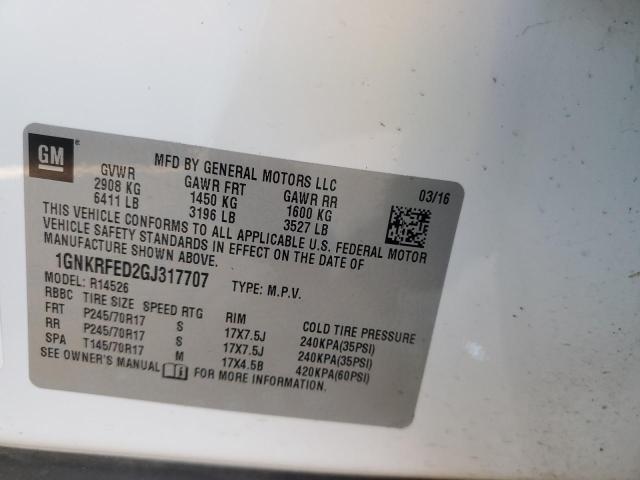 GM
®
MFD BY GENERAL MOTORS LLC
03/16
GVWR GAWR FRT GAWR RR
2908 KG 1450 KG 1600 KG
6411 LB 3196 LB 3527 LB
THIS VEHICLE CONFORMS TO ALL APPLICABLE U.S. FEDERAL MOTOR
VEHICLE SAFETY STANDARDS IN EFFECT ON THE DATE OF
MANUFACTURE SHOWN ABOVE.
1GNKRFED2GJ317707 TYPE: M.P.V.
MODEL: R14526
RBBC TIRE SIZE SPEED RTG RIM COLD TIRE PRESSURE
FRT P245/70R17 S 17X7.5J 240KPA(35PSI)
RR P245/70R17 S 17X7.5J 240KPA(35PSI)
SPA T145/70R17 M 17X4.5B 420KPA(60PSI)
SEE OWNER'S MANUAL i FOR MORE INFORMATION.